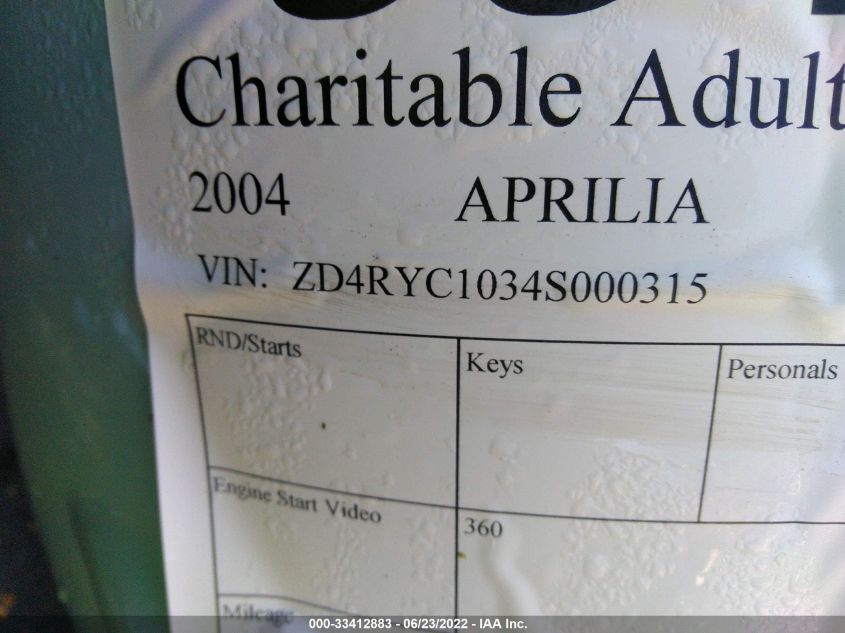 Charitable Adult
2004 APRILIA
VIN: ZD4RYC1034S000315
RND/Starts Keys Personals
Engine Start Video 360
Mileage
000-33412883 - 06/23/2022 - IAA Inc.